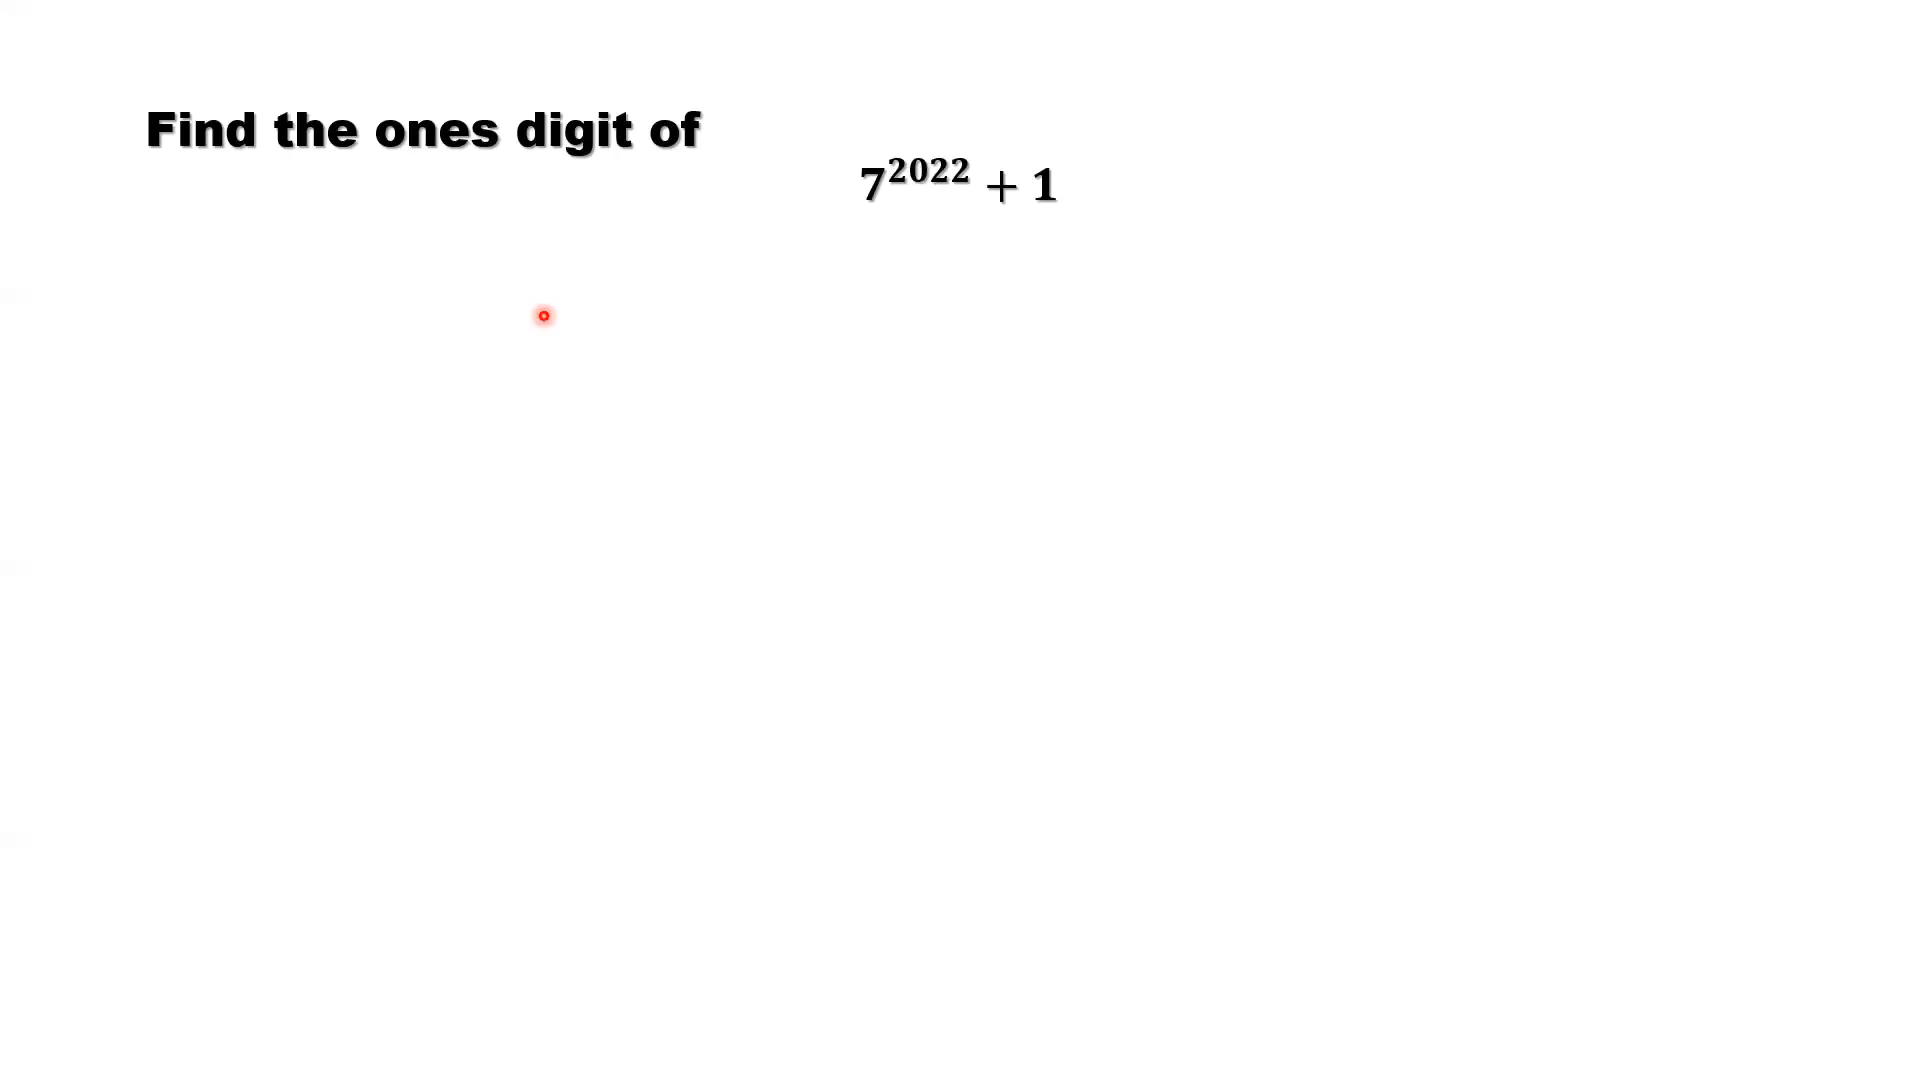 Find the ones digit of
7^2022 + 1